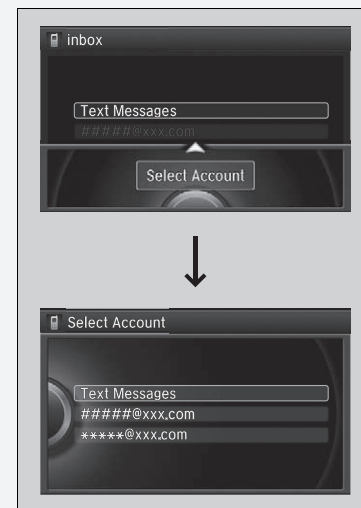 inbox
Text Messages
#####@xxx.com
Select Account
Select Account
Text Messages
#####@xxx.com
*****@xxx.com